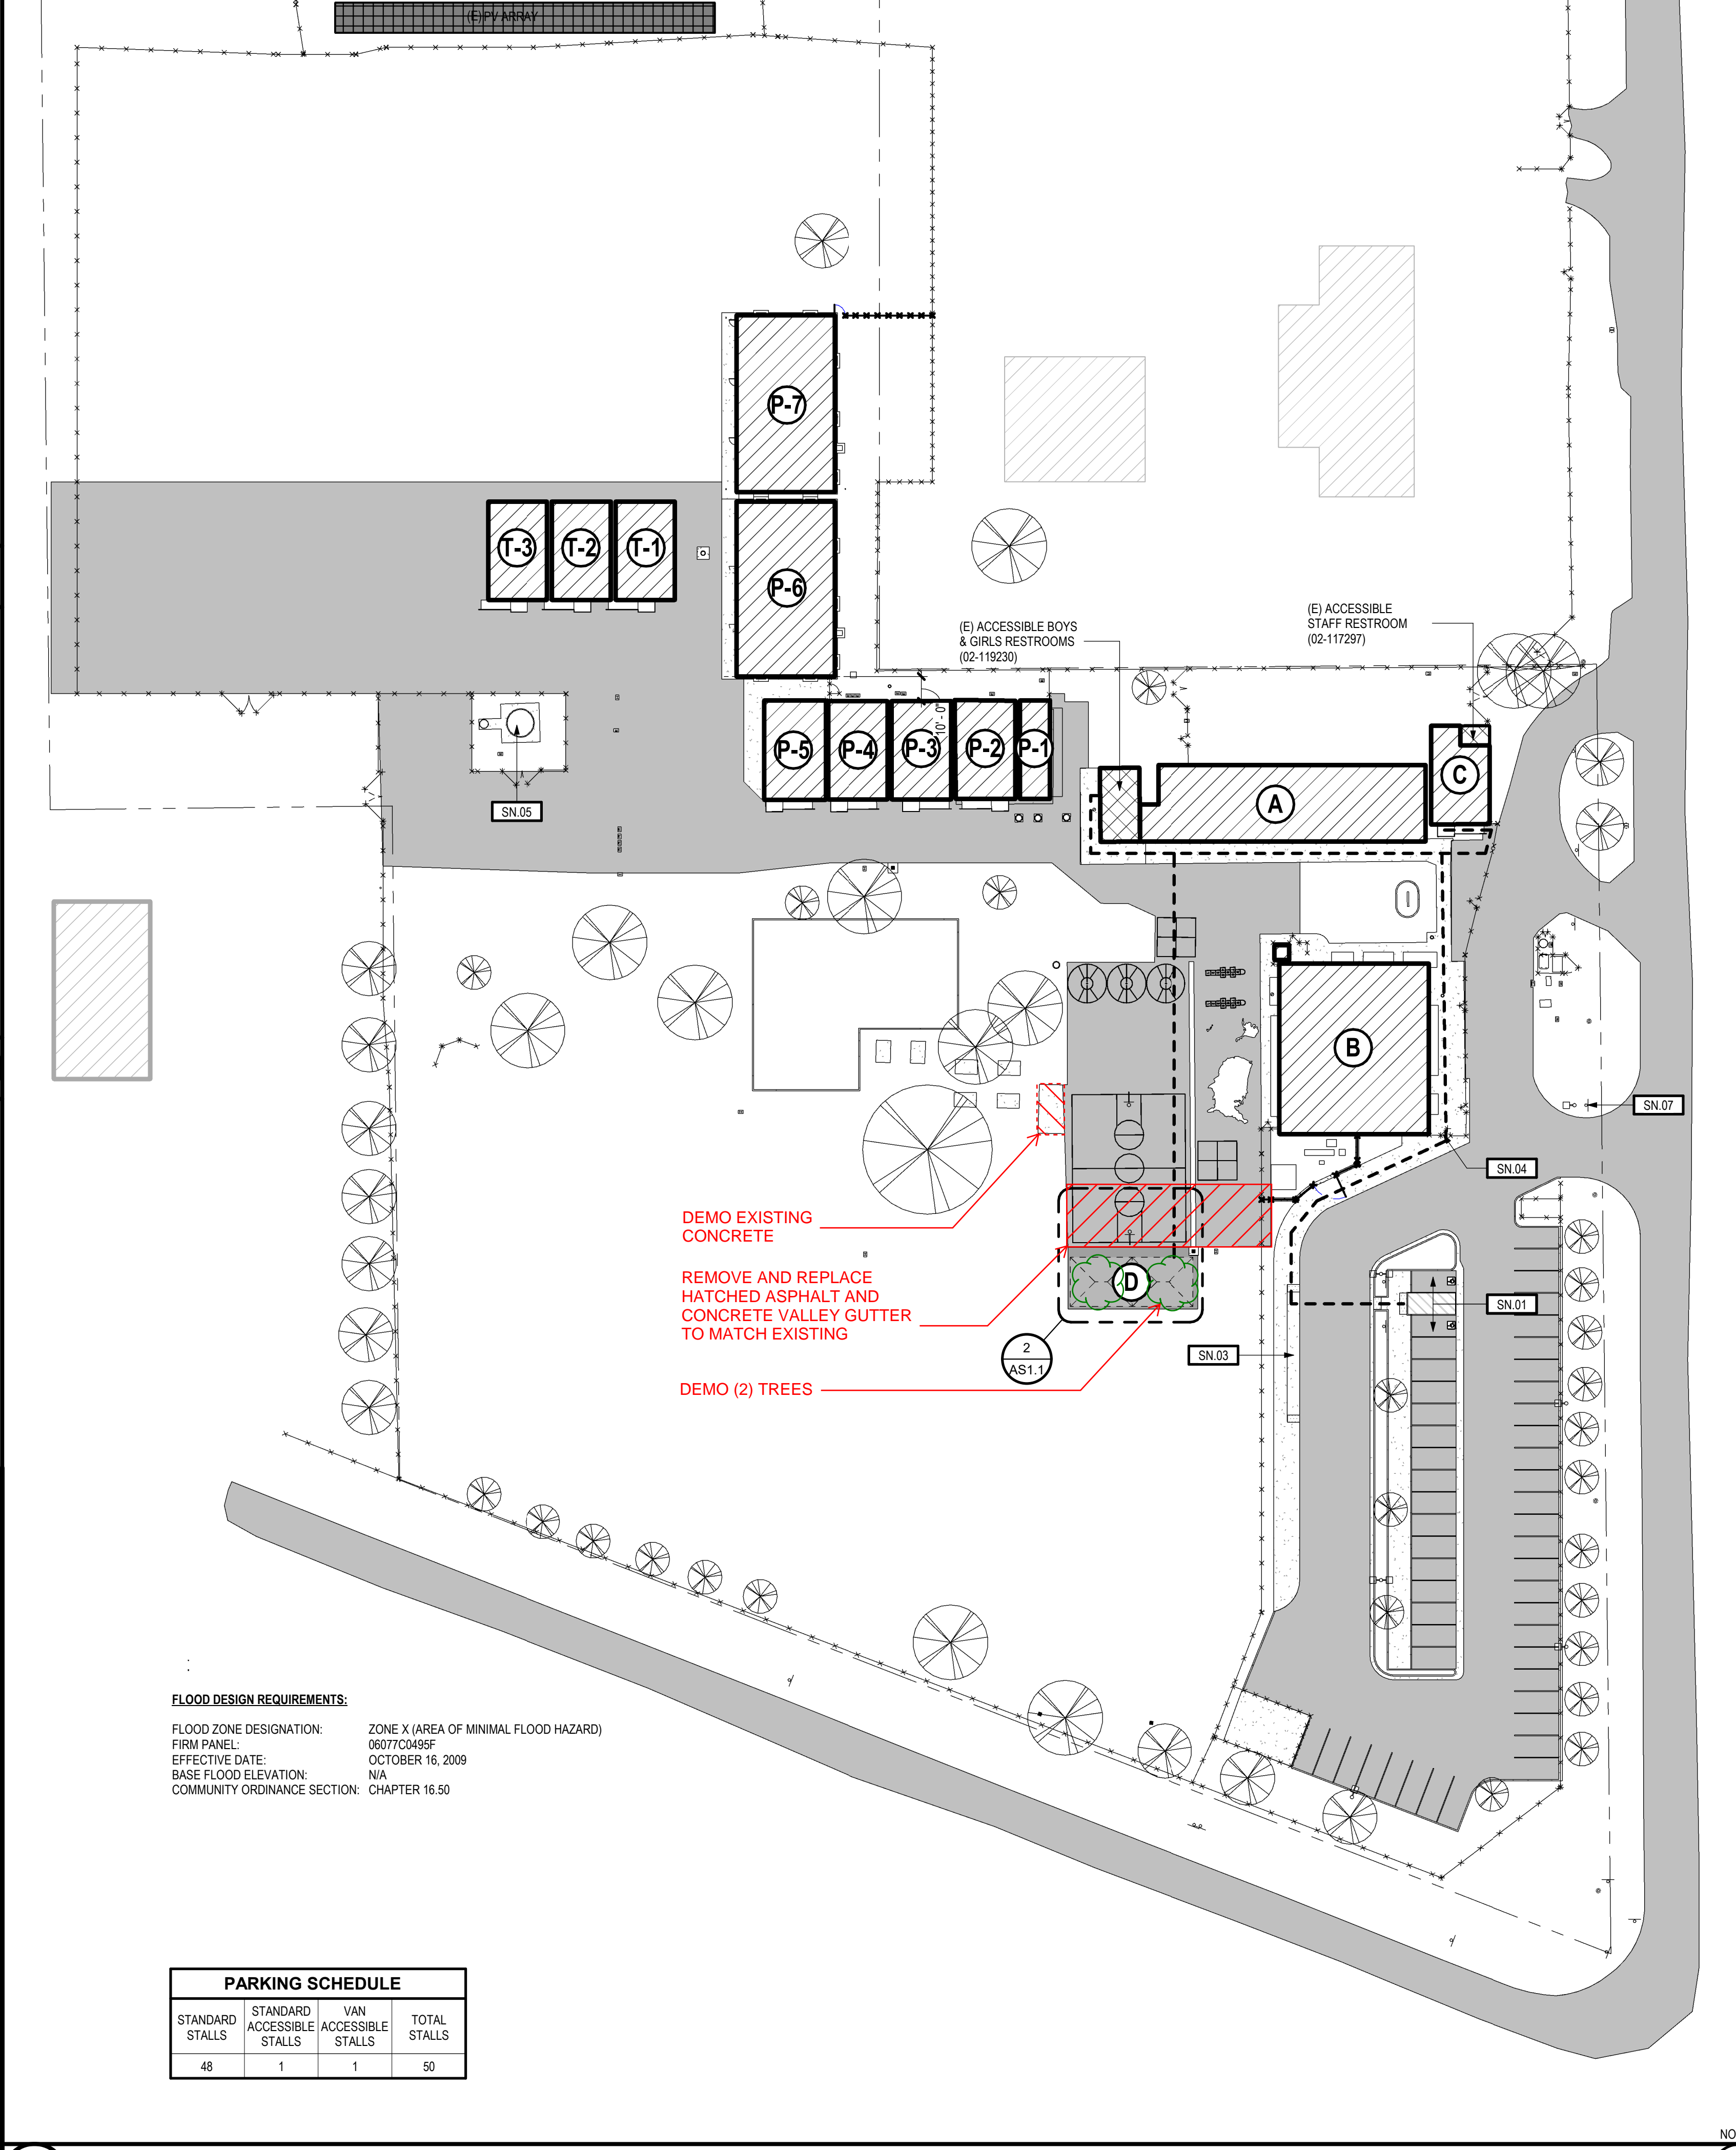 (E) PV ARRAY
P-7
T-3
T-2
T-1
P-6
(E) ACCESSIBLE BOYS
& GIRLS RESTROOMS
(02-119230)
(E) ACCESSIBLE
STAFF RESTROOM
(02-117297)
P-5
P-4
P-3
10' - 0"
P-2
P-1
A
C
SN.05
B
SN.07
SN.04
DEMO EXISTING
CONCRETE
REMOVE AND REPLACE
HATCHED ASPHALT AND
CONCRETE VALLEY GUTTER
TO MATCH EXISTING
D
SN.01
2
AS1.1
SN.03
DEMO (2) TREES
FLOOD DESIGN REQUIREMENTS:
FLOOD ZONE DESIGNATION: ZONE X (AREA OF MINIMAL FLOOD HAZARD)
FIRM PANEL: 06077C0495F
EFFECTIVE DATE: OCTOBER 16, 2009
BASE FLOOD ELEVATION: N/A
COMMUNITY ORDINANCE SECTION: CHAPTER 16.50
PARKING SCHEDULE
STANDARD STALLS
STANDARD ACCESSIBLE STALLS
VAN ACCESSIBLE STALLS
TOTAL STALLS
48 1 1 50
NO